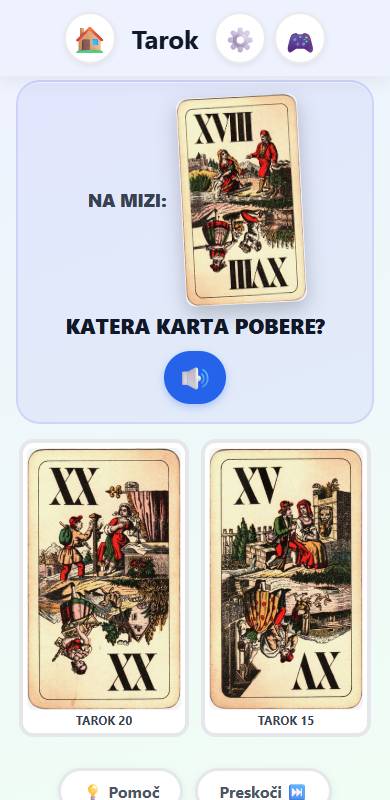 Tarok
XVIII
NA MIZI:
XVIII
KATERA KARTA POBERE?
XX
XV
XX
XV
TAROK 20
TAROK 15
Pomoč
Preskoči